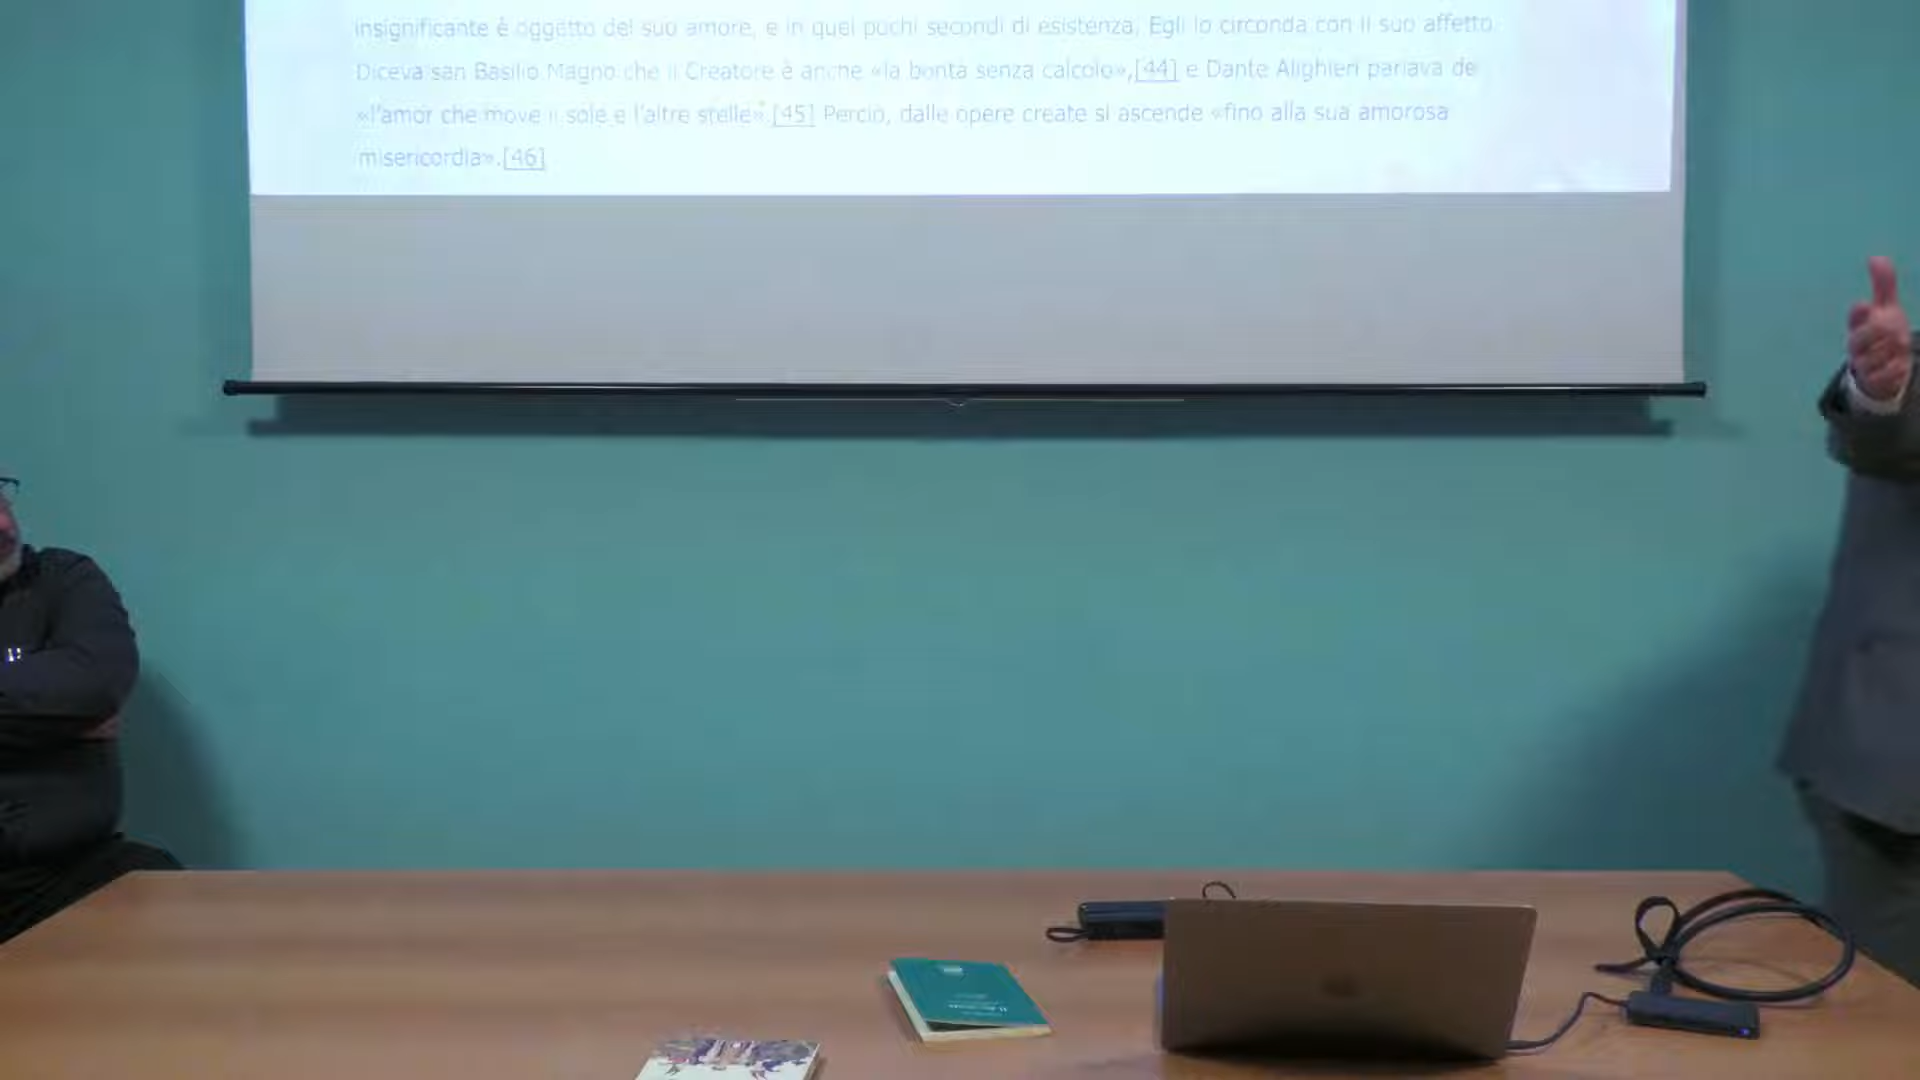 insignificante è oggetto del suo amore, e in quei pochi secondi di esistenza, Egli lo circonda con il suo affetto
Diceva san Basilio Magno che il Creatore è anche «la bontà senza calcolo»,[44] e Dante Alighieri parlava de
«l'amor che move il sole e l'altre stelle».[45] Perciò, dalle opere create si ascende «fino alla sua amorosa
misericordia».[46]